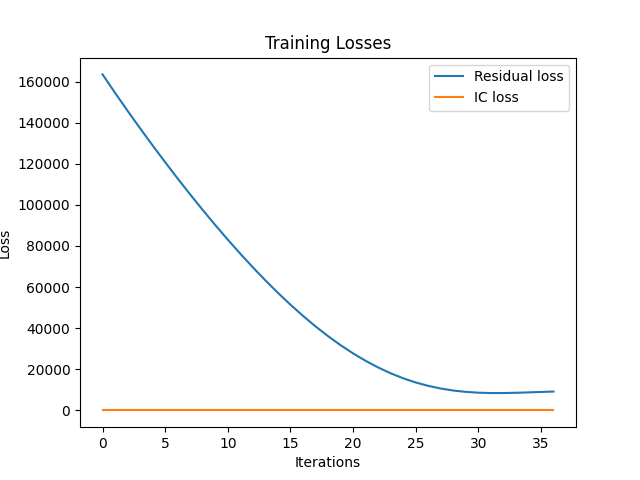 Training Losses
Residual loss
IC loss
160000
140000
120000
100000
80000
60000
40000
20000
0
Loss
0 5 10 15 20 25 30 35
Iterations